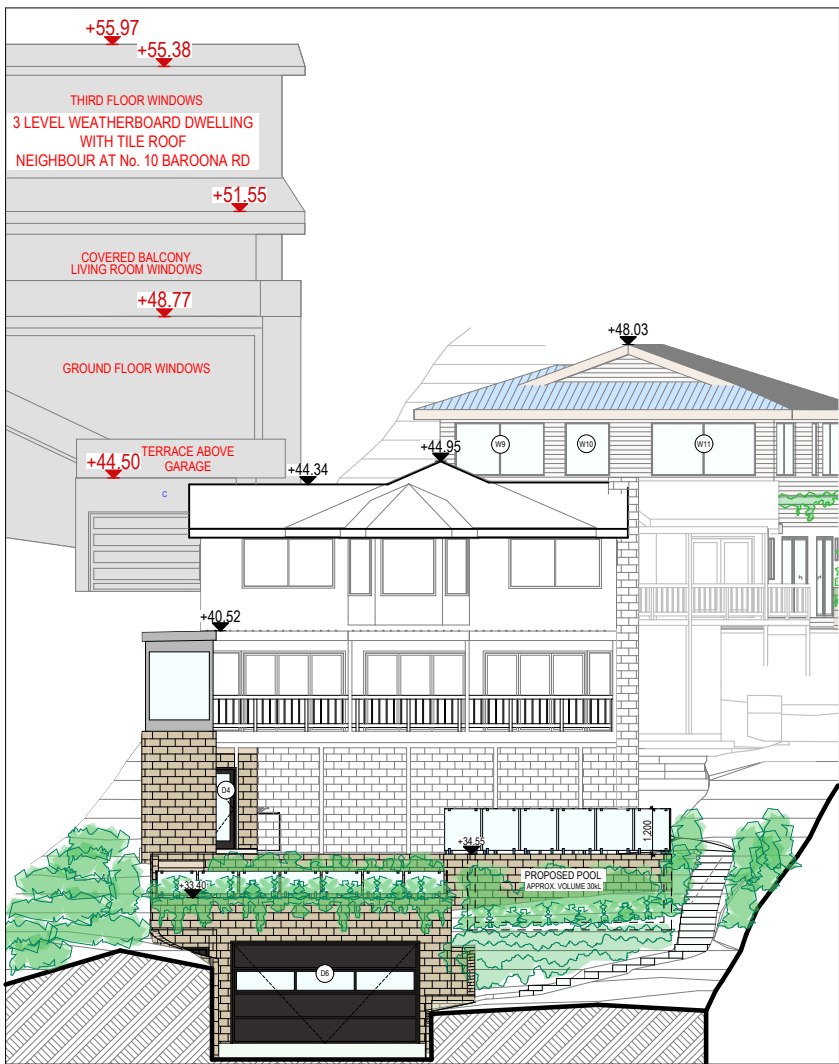 +55.97
+55.38
THIRD FLOOR WINDOWS
3 LEVEL WEATHERBOARD DWELLING
WITH TILE ROOF
NEIGHBOUR AT No. 10 BAROONA RD
+51.55
COVERED BALCONY
LIVING ROOM WINDOWS
+48.77
+48.03
GROUND FLOOR WINDOWS
TERRACE ABOVE
GARAGE
+44.50
+44.34
+44.95
W9
W10
W11
C
+40.52
D4
1,200
+34.55
PROPOSED POOL
APPROX. VOLUME 30kL
+33.40
D6